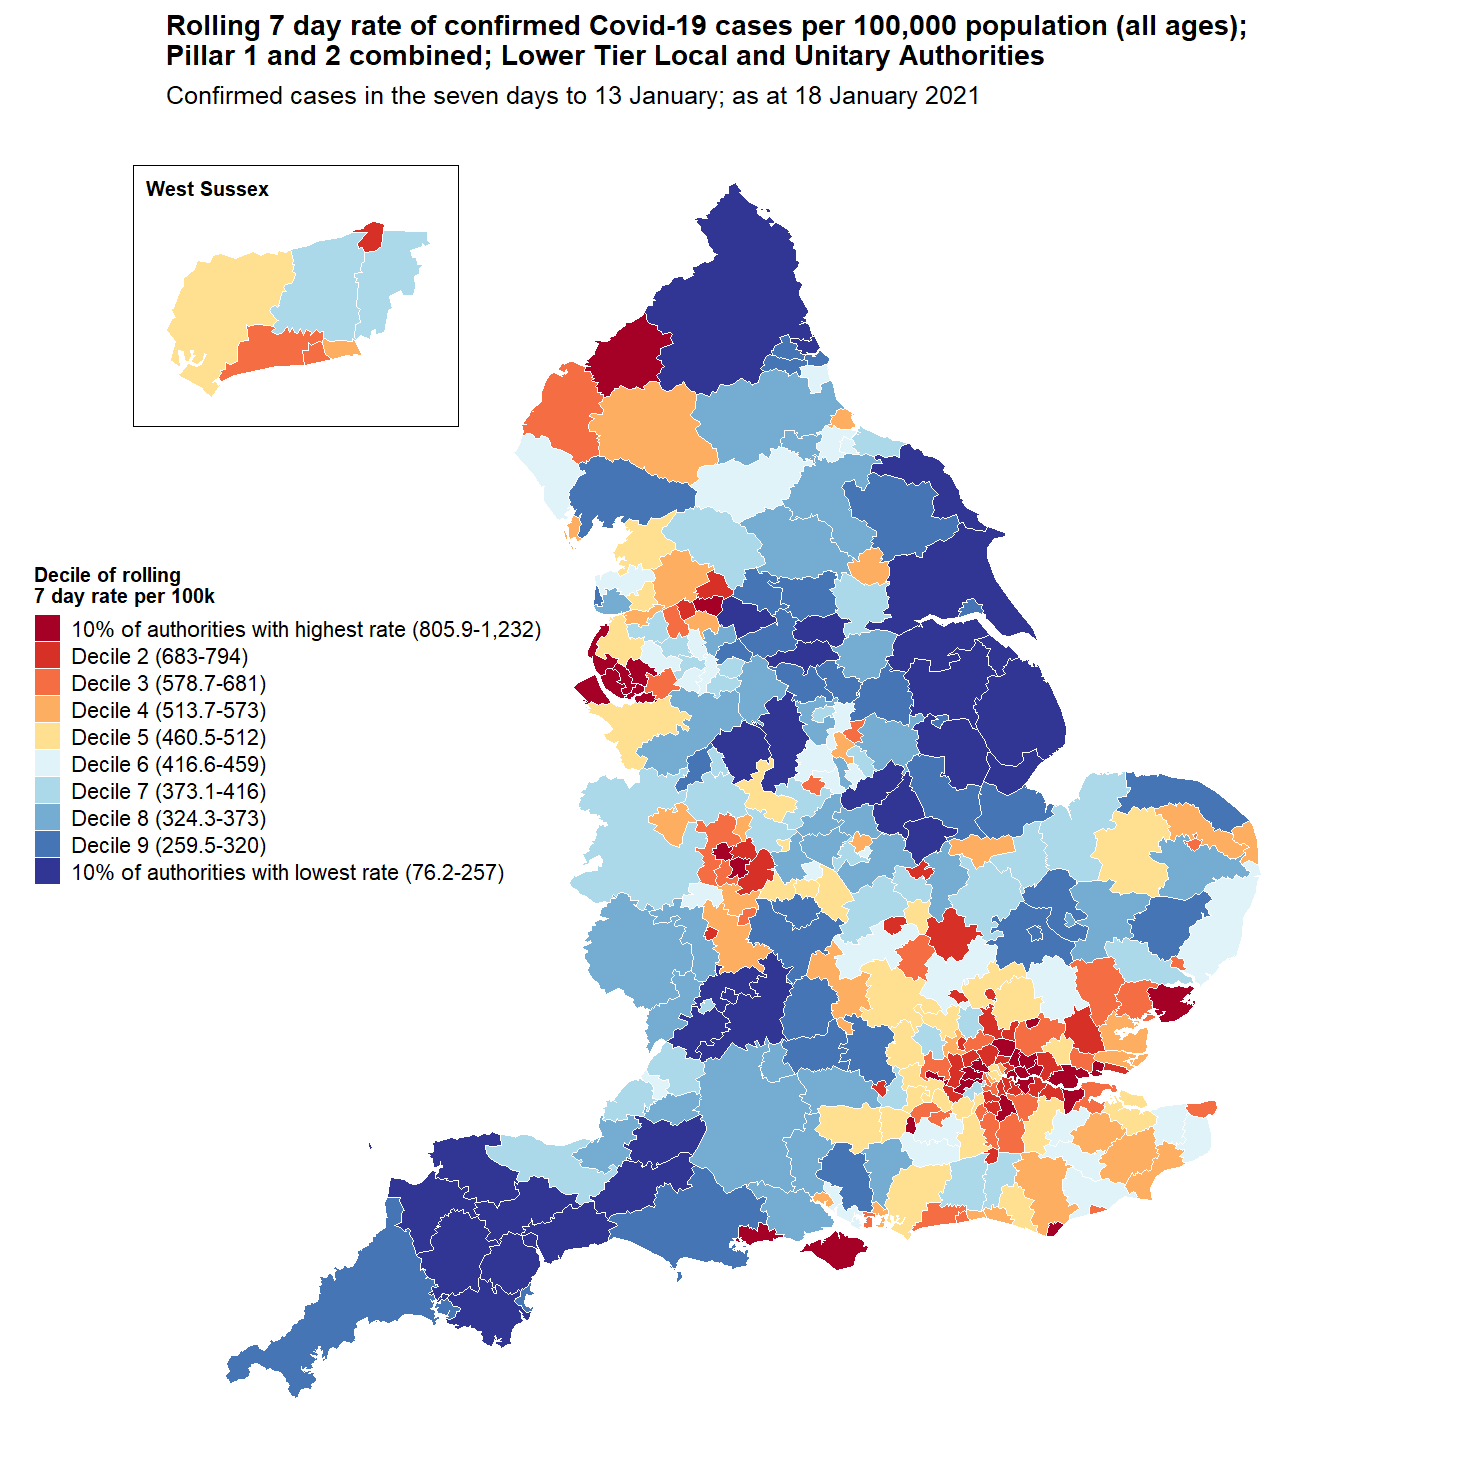 Rolling 7 day rate of confirmed Covid-19 cases per 100,000 population (all ages);
Pillar 1 and 2 combined; Lower Tier Local and Unitary Authorities
Confirmed cases in the seven days to 13 January; as at 18 January 2021
West Sussex
Decile of rolling
7 day rate per 100k
10% of authorities with highest rate (805.9-1,232)
Decile 2 (683-794)
Decile 3 (578.7-681)
Decile 4 (513.7-573)
Decile 5 (460.5-512)
Decile 6 (416.6-459)
Decile 7 (373.1-416)
Decile 8 (324.3-373)
Decile 9 (259.5-320)
10% of authorities with lowest rate (76.2-257)